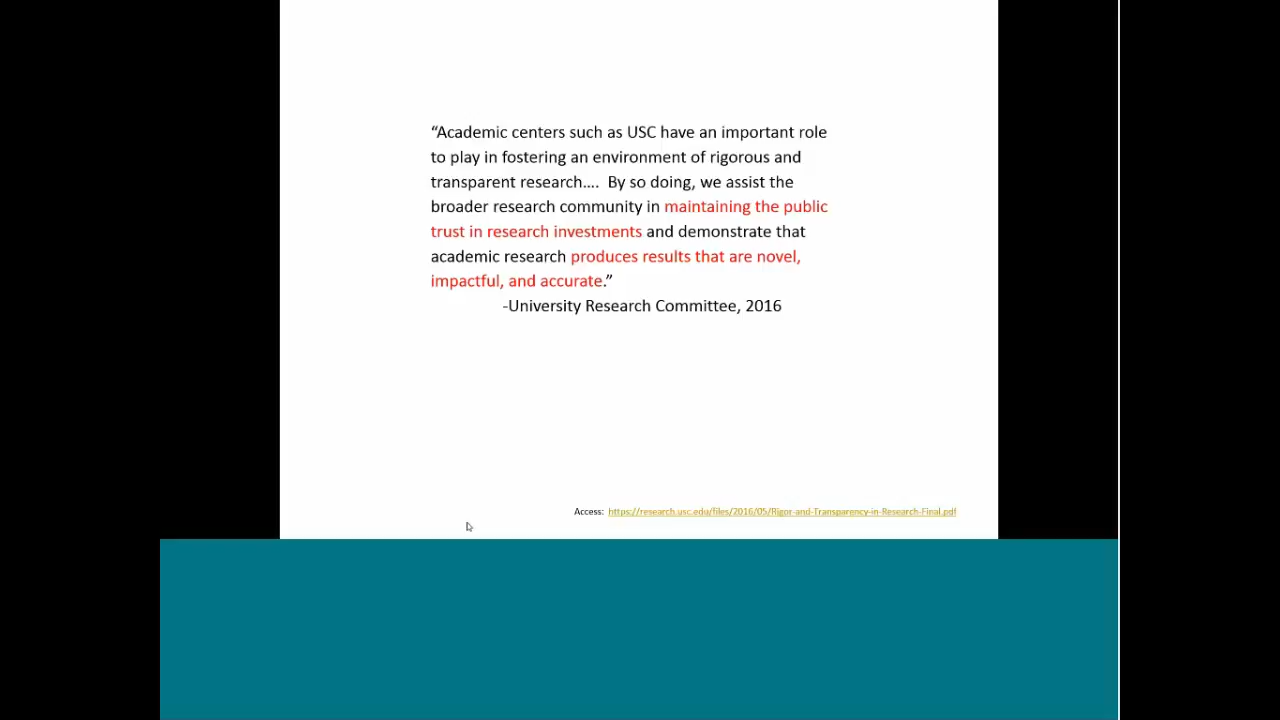 “Academic centers such as USC have an important role
to play in fostering an environment of rigorous and
transparent research….  By so doing, we assist the
broader research community in maintaining the public
trust in research investments and demonstrate that
academic research produces results that are novel,
impactful, and accurate.”
-University Research Committee, 2016
Access:  https://research.usc.edu/files/2016/05/Rigor-and-Transparency-in-Research-Final.pdf